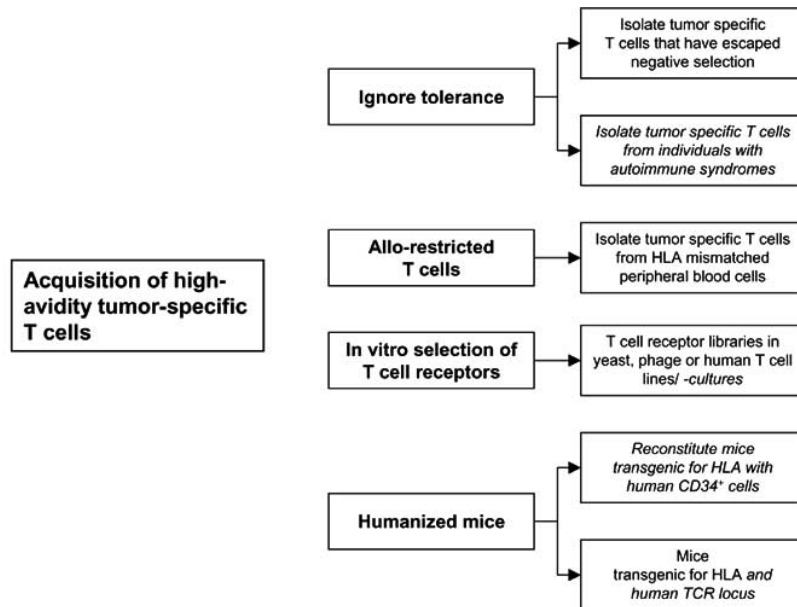 Isolate tumor specific
T cells that have escaped
negative selection
Ignore tolerance
Isolate tumor specific T cells
from individuals with
autoimmune syndromes
Allo-restricted
T cells
Isolate tumor specific T cells
from HLA mismatched
peripheral blood cells
Acquisition of high-
avidity tumor-specific
T cells
In vitro selection of
T cell receptors
T cell receptor libraries in
yeast, phage or human T cell
lines/ -cultures
Reconstitute mice
transgenic for HLA with
human CD34⁺ cells
Humanized mice
Mice
transgenic for HLA and
human TCR locus